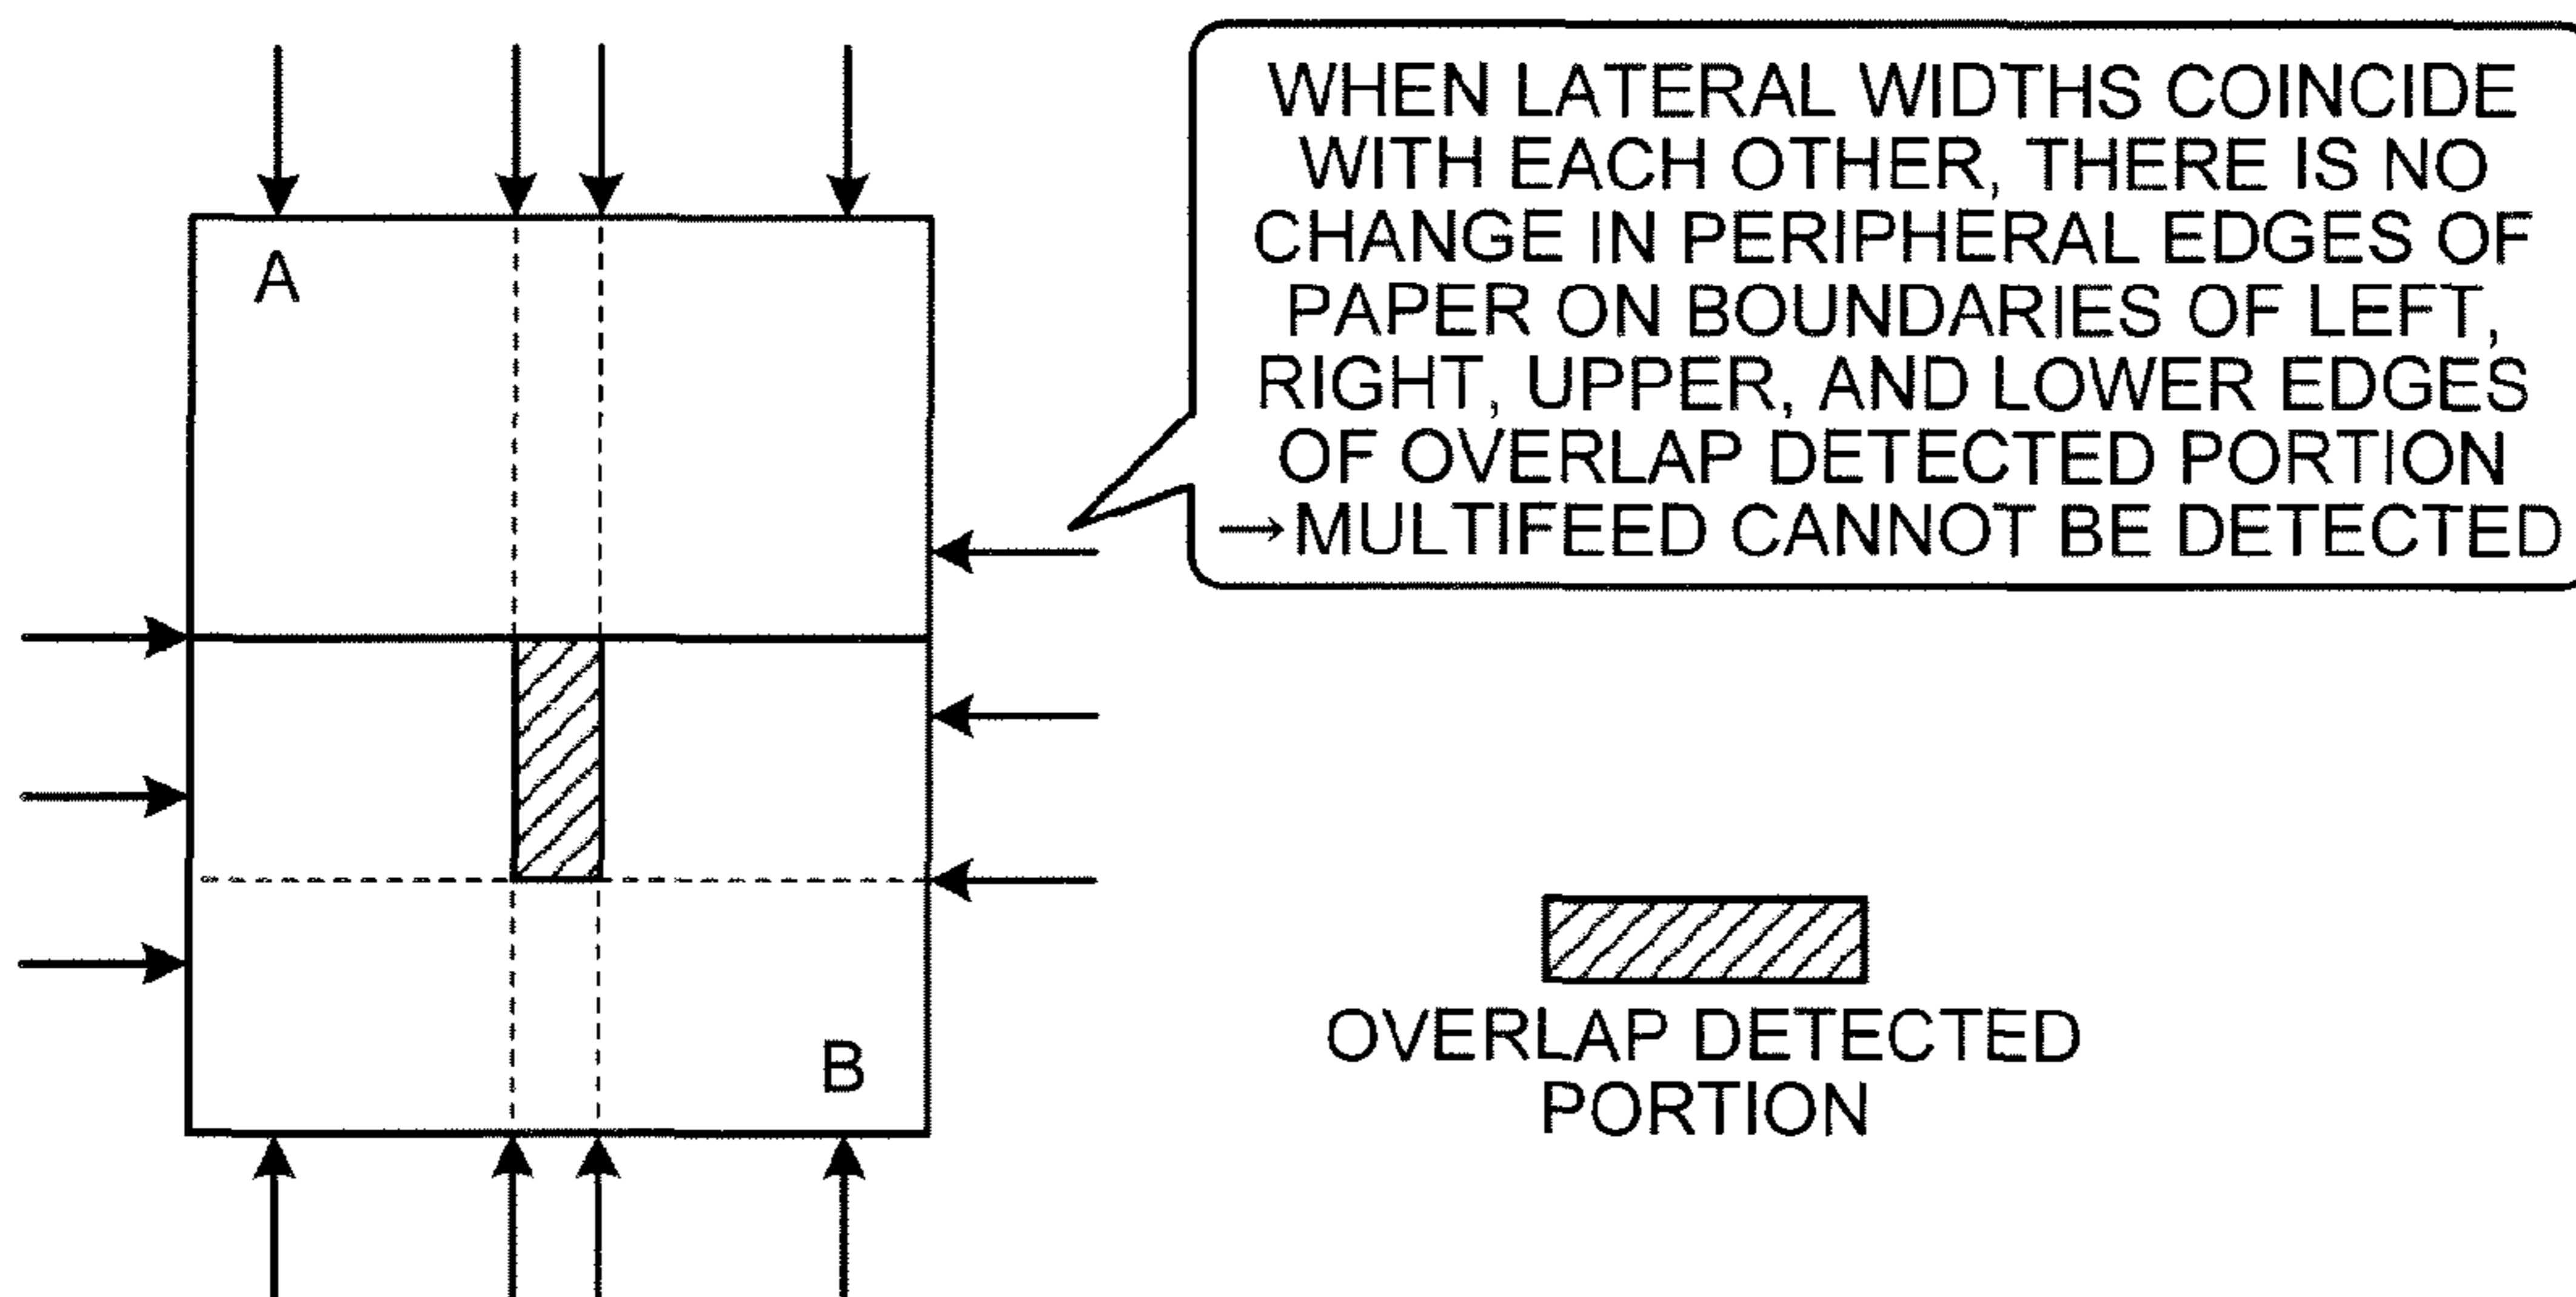 A
WHEN LATERAL WIDTHS COINCIDE
WITH EACH OTHER, THERE IS NO
CHANGE IN PERIPHERAL EDGES OF
PAPER ON BOUNDARIES OF LEFT,
RIGHT, UPPER, AND LOWER EDGES
OF OVERLAP DETECTED PORTION
→MULTIFEED CANNOT BE DETECTED
B
OVERLAP DETECTED
PORTION